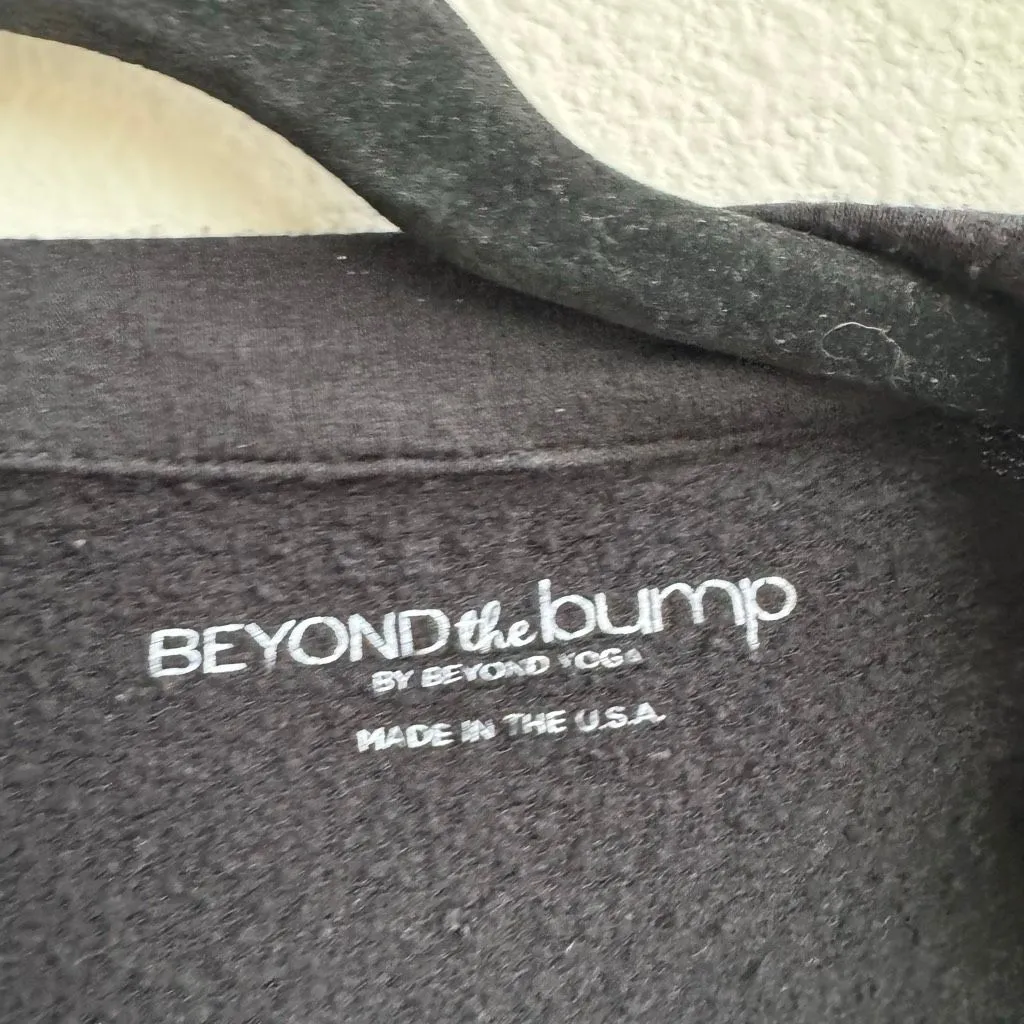 BEYOND the bump
BY BEYOND YOGA
MADE IN THE U.S.A.